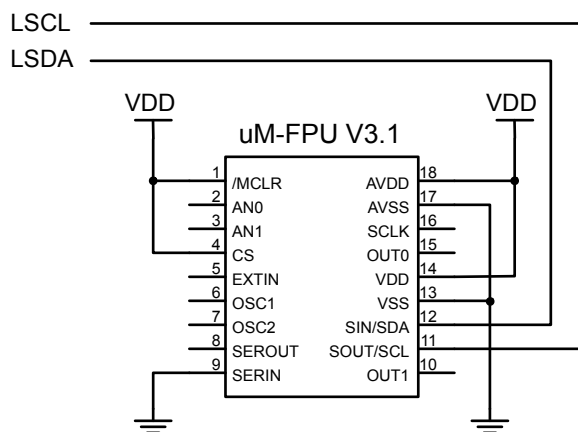 LSCL
LSDA
VDD VDD
uM-FPU V3.1
1 /MCLR AVDD 18
2 AN0 AVSS 17
3 AN1 SCLK 16
4 CS OUT0 15
5 EXTIN VDD 14
6 OSC1 VSS 13
7 OSC2 SIN/SDA 12
8 SEROUT SOUT/SCL 11
9 SERIN OUT1 10